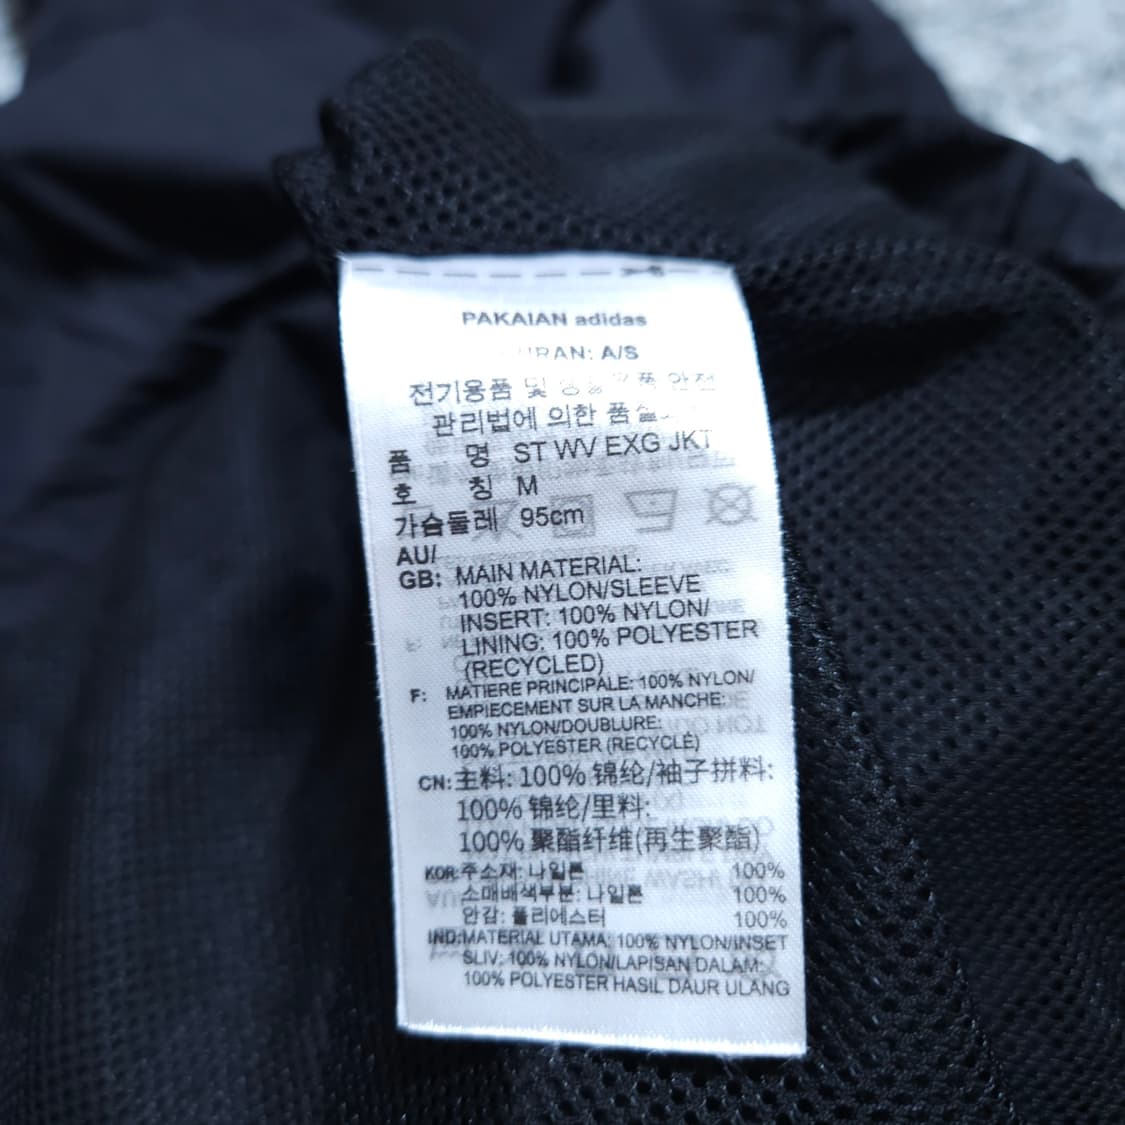 PAKAIAN adidas
A/S
전기용품 및 안전
관리법에 의한 품
품 명 ST WV EXG JKT
호 칭 M
가슴둘레 95cm
AU/
GB: MAIN MATERIAL:
100% NYLON/SLEEVE
INSERT: 100% NYLON/
LINING: 100% POLYESTER
(RECYCLED)
F: MATIERE PRINCIPALE: 100% NYLON/
EMPIECEMENT SUR LA MANCHE:
100% NYLON/DOUBLURE:
100% POLYESTER (RECYCLÉ)
CN: 主料: 100% 锦纶/袖子拼料:
100% 锦纶/里料:
100% 聚酯纤维(再生聚酯)
KOR: 주소재: 나일론 100%
소매배색부분: 나일론 100%
안감: 폴리에스터 100%
IND: MATERIAL UTAMA: 100% NYLON/INSET
SLIV: 100% NYLON/LAPISAN DALAM:
100% POLYESTER HASIL DAUR ULANG